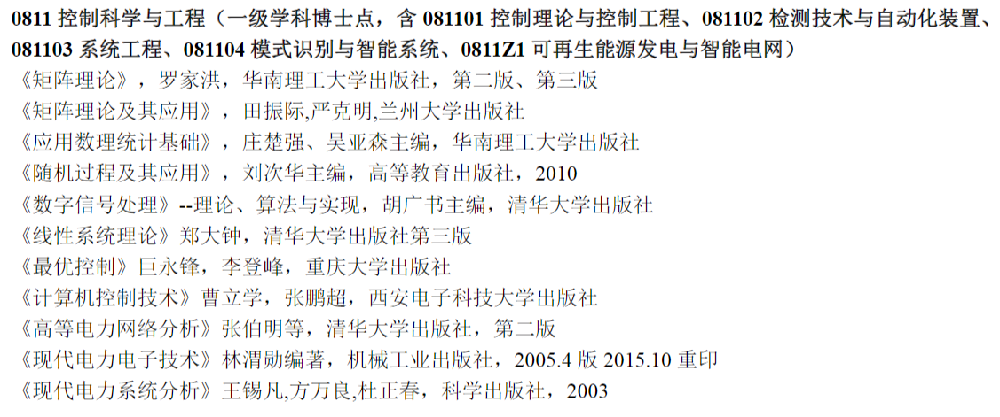 0811 控制科学与工程（一级学科博士点，含 081101 控制理论与控制工程、081102 检测技术与自动化装置、
081103 系统工程、081104 模式识别与智能系统、0811Z1 可再生能源发电与智能电网）
《矩阵理论》，罗家洪，华南理工大学出版社，第二版、第三版
《矩阵理论及其应用》，田振际,严克明,兰州大学出版社
《应用数理统计基础》，庄楚强、吴亚森主编，华南理工大学出版社
《随机过程及其应用》，刘次华主编，高等教育出版社，2010
《数字信号处理》--理论、算法与实现，胡广书主编，清华大学出版社
《线性系统理论》郑大钟，清华大学出版社第三版
《最优控制》巨永锋，李登峰，重庆大学出版社
《计算机控制技术》曹立学，张鹏超，西安电子科技大学出版社
《高等电力网络分析》张伯明等，清华大学出版社，第二版
《现代电力电子技术》林渭勋编著，机械工业出版社，2005.4 版 2015.10 重印
《现代电力系统分析》王锡凡,方万良,杜正春，科学出版社，2003